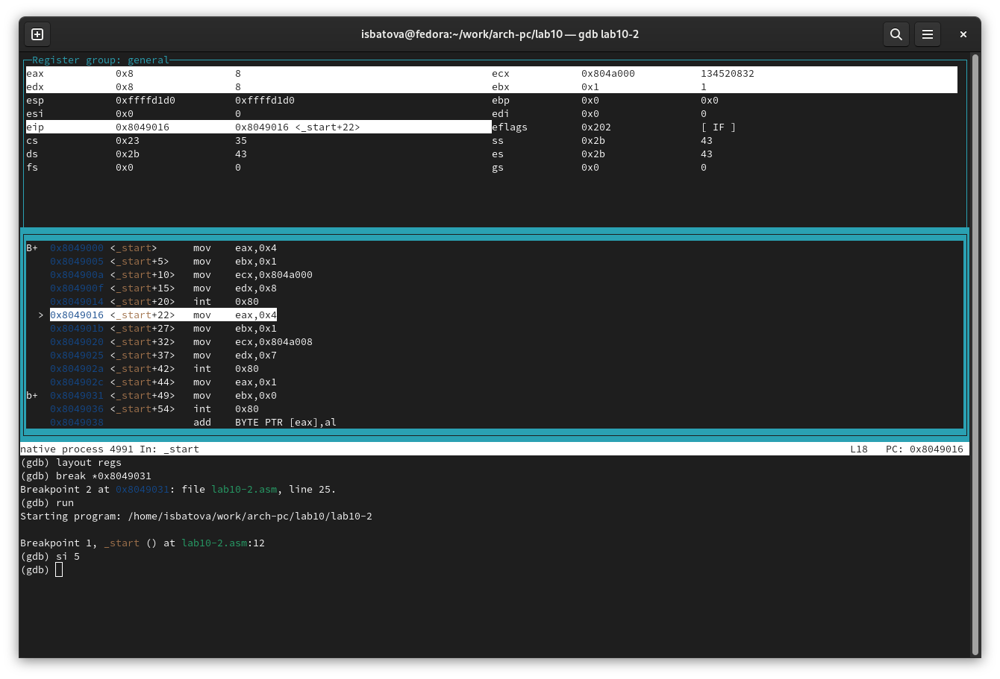 isbatova@fedora:~/work/arch-pc/lab10 — gdb lab10-2
Register group: general
eax 0x8 8 ecx 0x804a000 134520832
edx 0x8 8 ebx 0x1 1
esp 0xffffd1d0 0xffffd1d0 ebp 0x0 0x0
esi 0x0 0 edi 0x0 0
eip 0x8049016 0x8049016 <_start+22> eflags 0x202 [ IF ]
cs 0x23 35 ss 0x2b 43
ds 0x2b 43 es 0x2b 43
fs 0x0 0 gs 0x0 0
B+ 0x8049000 <_start> mov eax,0x4
0x8049005 <_start+5> mov ebx,0x1
0x804900a <_start+10> mov ecx,0x804a000
0x804900f <_start+15> mov edx,0x8
0x8049014 <_start+20> int 0x80
> 0x8049016 <_start+22> mov eax,0x4
0x804901b <_start+27> mov ebx,0x1
0x8049020 <_start+32> mov ecx,0x804a008
0x8049025 <_start+37> mov edx,0x7
0x804902a <_start+42> int 0x80
0x804902c <_start+44> mov eax,0x1
b+ 0x8049031 <_start+49> mov ebx,0x0
0x8049036 <_start+54> int 0x80
0x8049038 add BYTE PTR [eax],al
native process 4991 In: _start L18 PC: 0x8049016
(gdb) layout regs
(gdb) break *0x8049031
Breakpoint 2 at 0x8049031: file lab10-2.asm, line 25.
(gdb) run
Starting program: /home/isbatova/work/arch-pc/lab10/lab10-2
Breakpoint 1, _start () at lab10-2.asm:12
(gdb) si 5
(gdb)